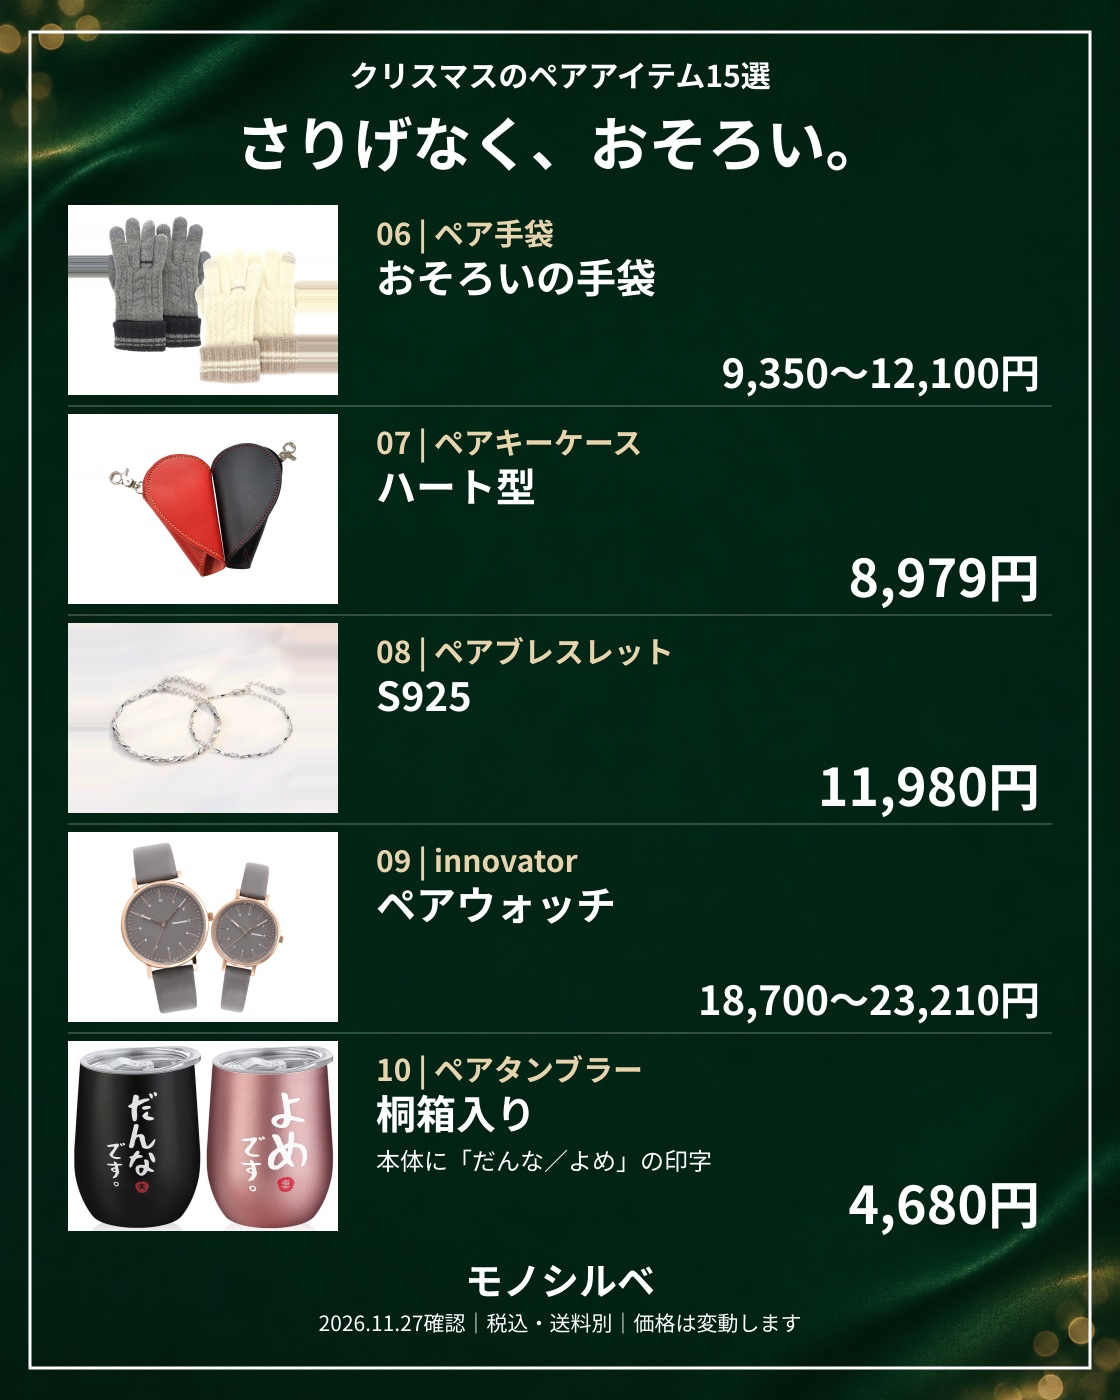 クリスマスのペアアイテム15選
さりげなく、おそろい。
06｜ペア手袋
おそろいの手袋
9,350〜12,100円
07｜ペアキーケース
ハート型
8,979円
08｜ペアブレスレット
S925
11,980円
09｜innovator
ペアウォッチ
18,700〜23,210円
だんな
です。
よめ
です。
10｜ペアタンブラー
桐箱入り
本体に「だんな／よめ」の印字
4,680円
モノシルベ
2026.11.27確認｜税込・送料別｜価格は変動します